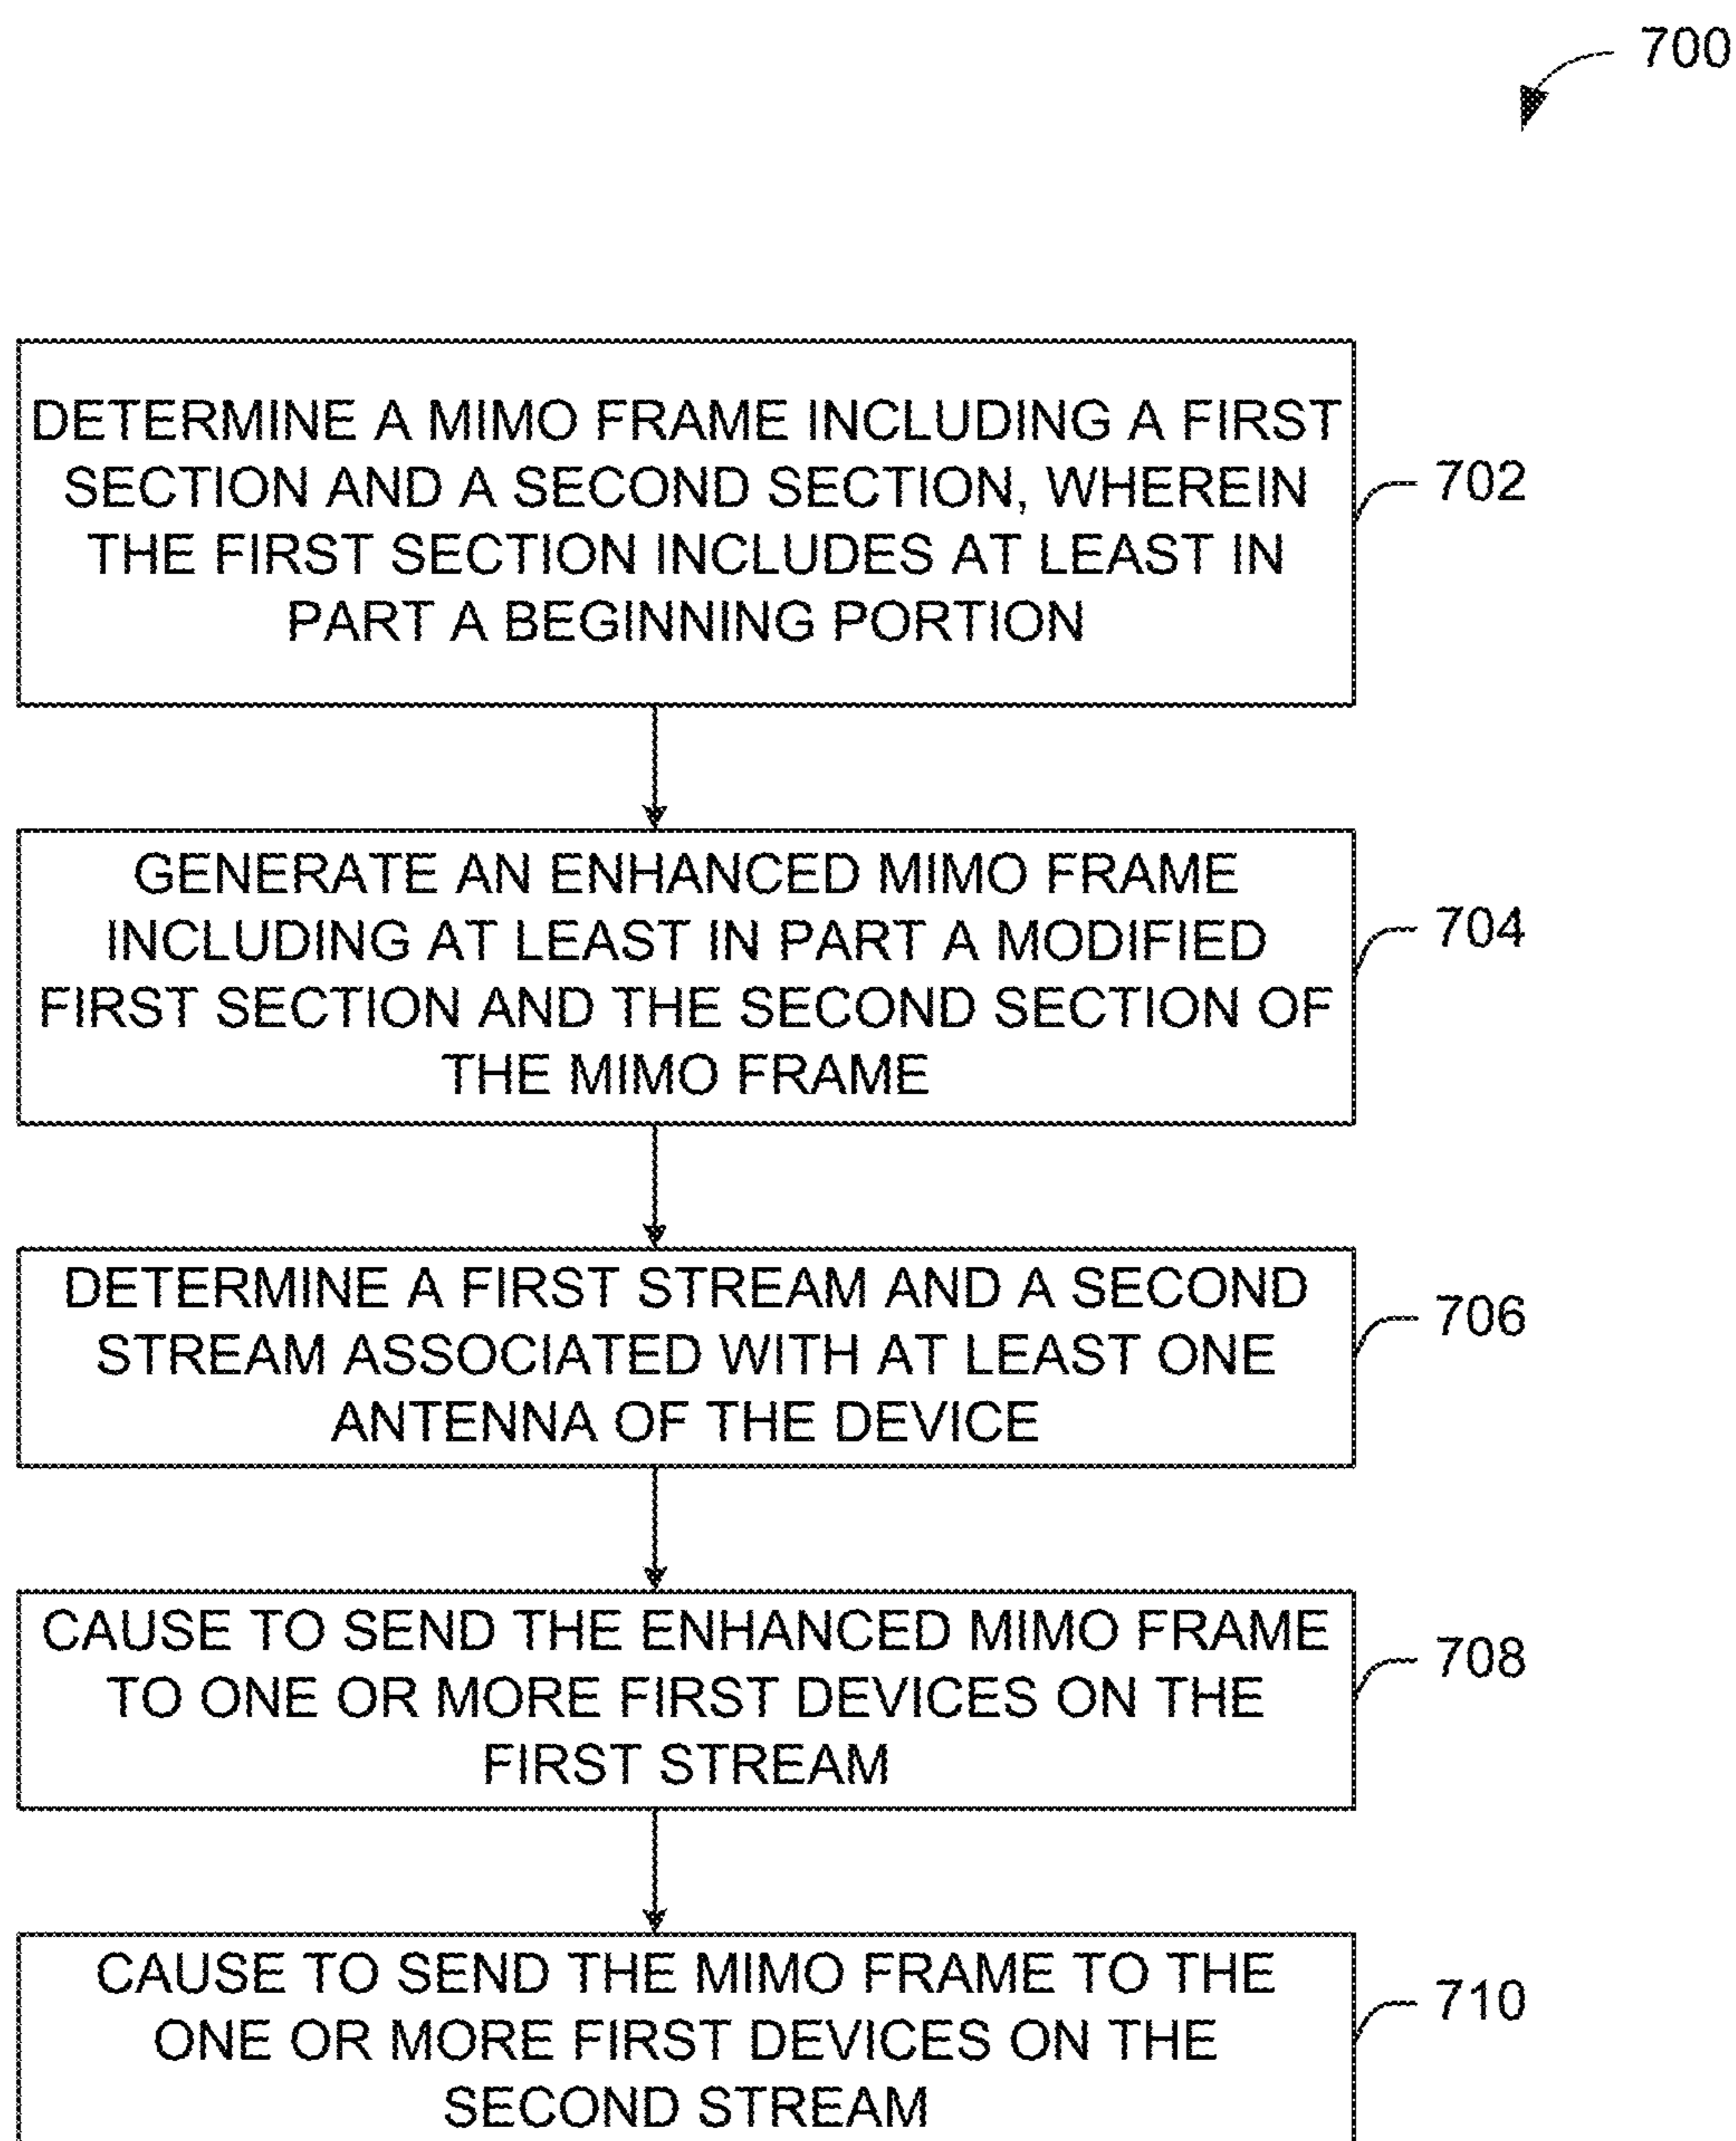 700
DETERMINE A MIMO FRAME INCLUDING A FIRST
SECTION AND A SECOND SECTION, WHEREIN
THE FIRST SECTION INCLUDES AT LEAST IN
PART A BEGINNING PORTION
702
GENERATE AN ENHANCED MIMO FRAME
INCLUDING AT LEAST IN PART A MODIFIED
FIRST SECTION AND THE SECOND SECTION OF
THE MIMO FRAME
704
DETERMINE A FIRST STREAM AND A SECOND
STREAM ASSOCIATED WITH AT LEAST ONE
ANTENNA OF THE DEVICE
706
CAUSE TO SEND THE ENHANCED MIMO FRAME
TO ONE OR MORE FIRST DEVICES ON THE
FIRST STREAM
708
CAUSE TO SEND THE MIMO FRAME TO THE
ONE OR MORE FIRST DEVICES ON THE
SECOND STREAM
710